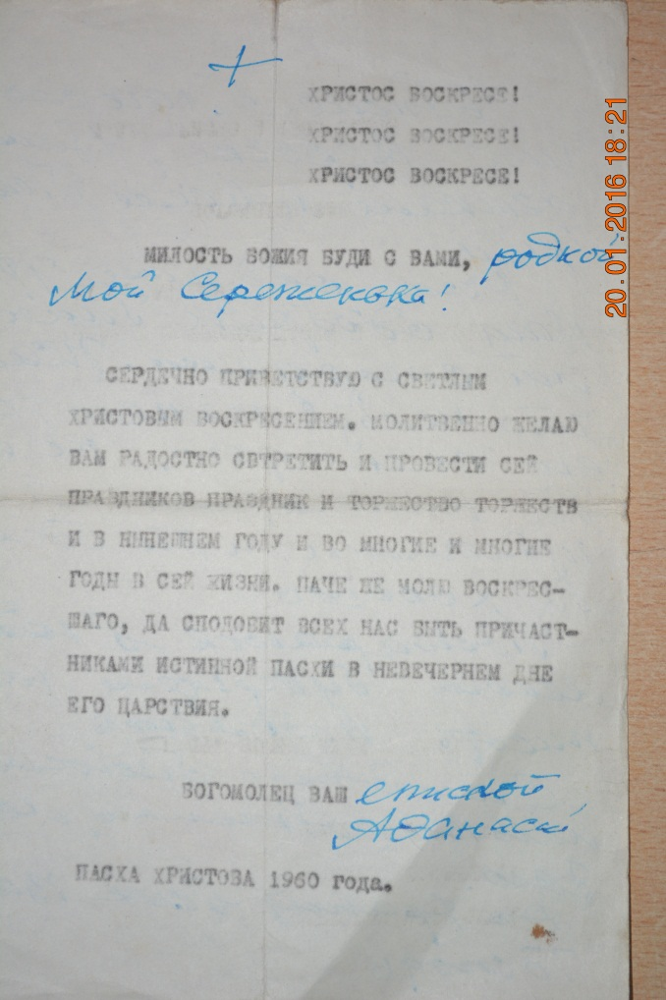 ХРИСТОС ВОСКРЕСЕ!
ХРИСТОС ВОСКРЕСЕ!
ХРИСТОС ВОСКРЕСЕ!
МИЛОСТЬ БОЖИЯ БУДИ С ВАМИ, родной
Мой Сереженька!
СЕРДЕЧНО ПРИВЕТСТВУЮ С СВЕТЛЫМ
ХРИСТОВЫМ ВОСКРЕСЕНИЕМ. МОЛИТВЕННО ЖЕЛАЮ
ВАМ РАДОСТНО СВТРЕТИТЬ И ПРОВЕСТИ СЕЙ
ПРАЗДНИКОВ ПРАЗДНИК И ТОРЖЕСТВО ТОРЖЕСТВ
И В НИНЕШНЕМ ГОДУ И ВО МНОГИЕ И МНОГИЕ
ГОДЫ В СЕЙ ЖИЗНИ. ПАЧЕ ЖЕ МОЛЮ ВОСКРЕС-
ШАГО, ДА СПОДОБИТ ВСЕХ НАС БЫТЬ ПРИЧАСТ-
НИКАМИ ИСТИННОЙ ПАСХИ В НЕВЕЧЕРНЕМ ДНЕ
ЕГО ЦАРСТВИЯ.
БОГОМОЛЕЦ ВАШ епископ
Афанасий
ПАСХА ХРИСТОВА 1960 года.
20.01.2016 18:21